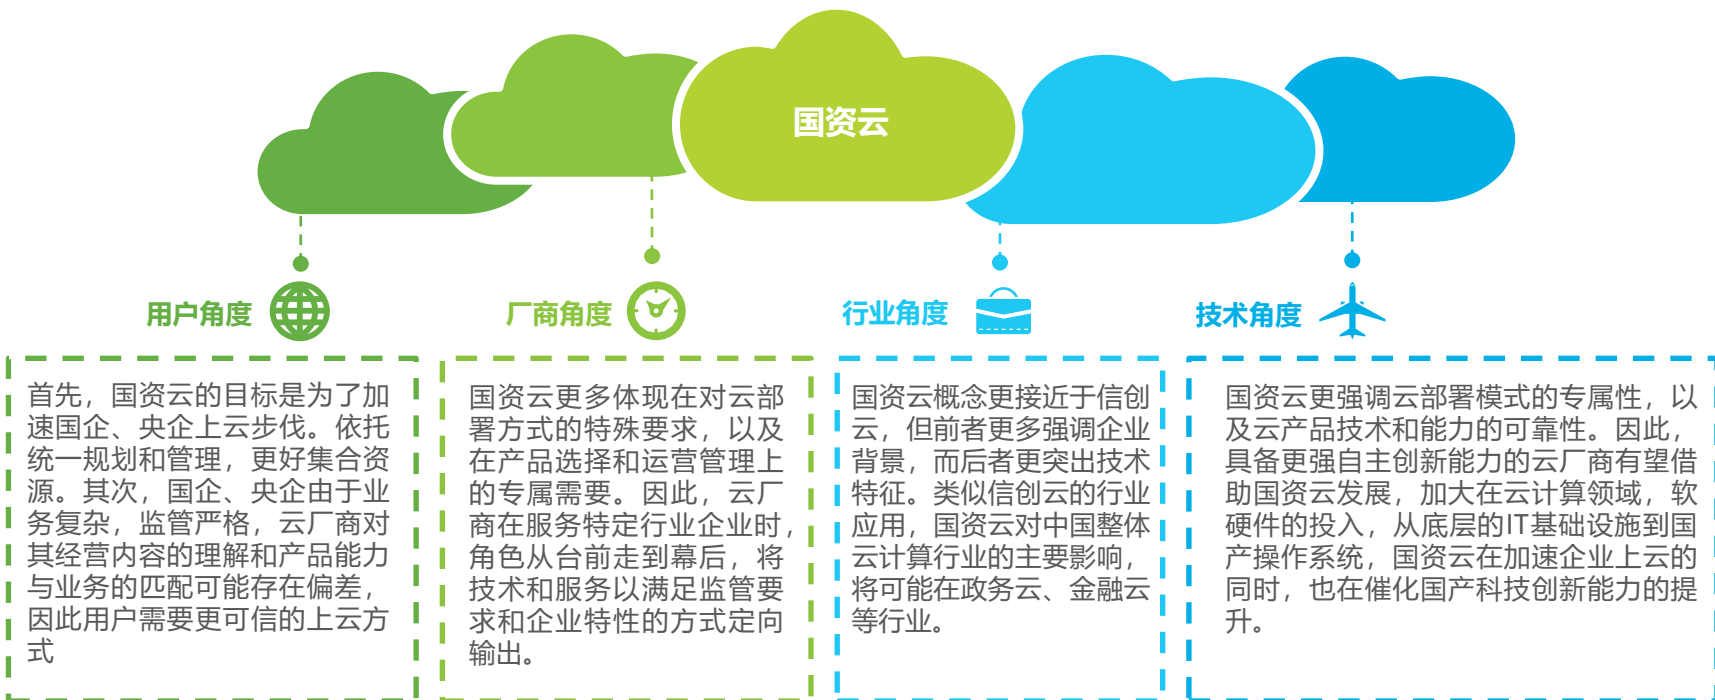 国资云
用户角度
首先，国资云的目标是为了加
速国企、央企上云步伐。依托
统一规划和管理，更好集合资
源。其次，国企、央企由于业
务复杂，监管严格，云厂商对
其经营内容的理解和产品能力
与业务的匹配可能存在偏差，
因此用户需要更可信的上云方
式
厂商角度
国资云更多体现在对云部
署方式的特殊要求，以及
在产品选择和运营管理上
的专属需要。因此，云厂
商在服务特定行业企业时，
角色从台前走到幕后，将
技术和服务以满足监管要
求和企业特性的方式定向
输出。
行业角度
国资云概念更接近于信创
云，但前者更多强调企业
背景，而后者更突出技术
特征。类似信创云的行业
应用，国资云对中国整体
云计算行业的主要影响，
将可能在政务云、金融云
等行业。
技术角度
国资云更强调云部署模式的专属性，以
及云产品技术和能力的可靠性。因此，
具备更强自主创新能力的云厂商有望借
助国资云发展，加大在云计算领域，软
硬件的投入，从底层的IT基础设施到国
产操作系统，国资云在加速企业上云的
同时，也在催化国产科技创新能力的提
升。